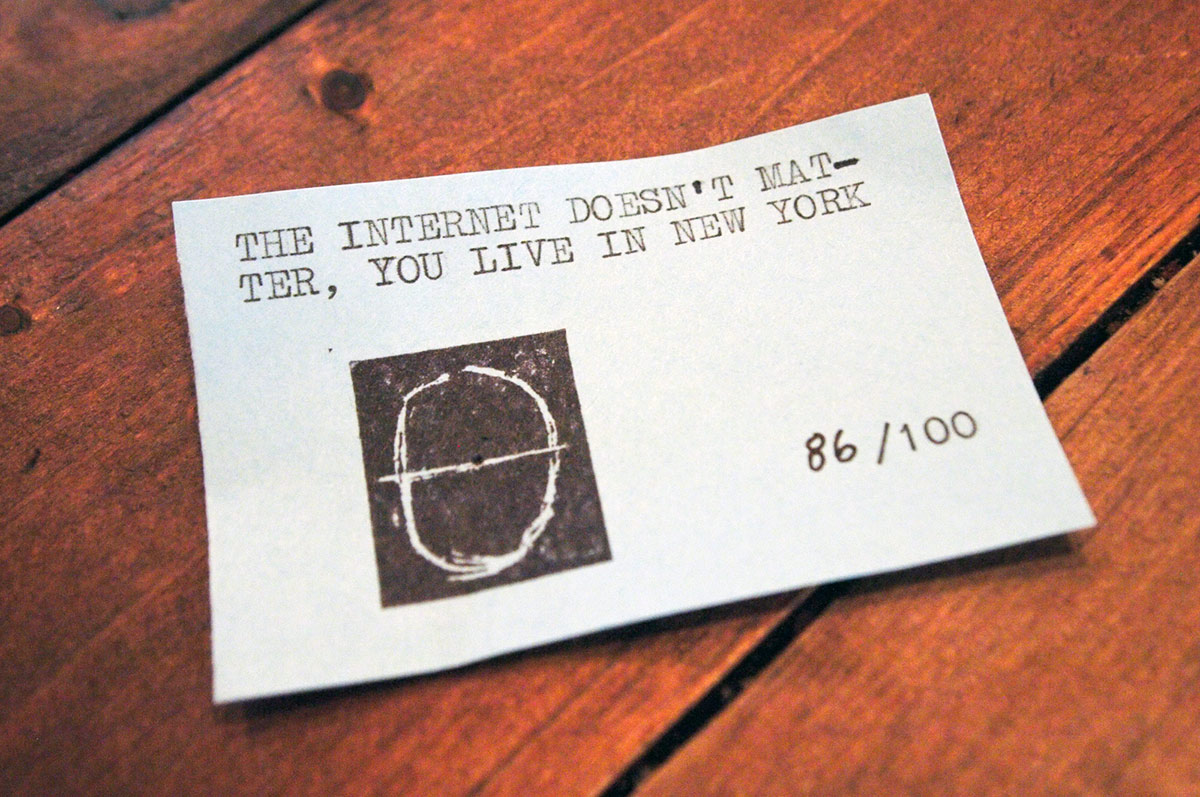 THE INTERNET DOESN'T MAT-
TER, YOU LIVE IN NEW YORK
86/100